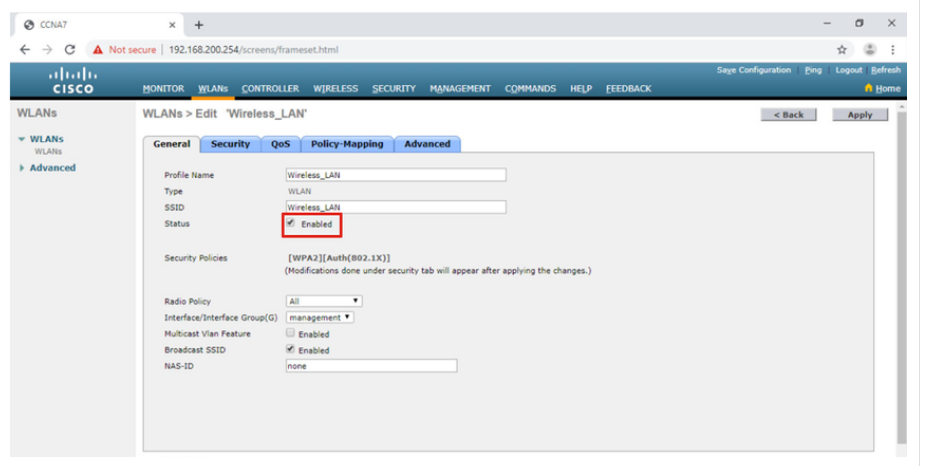 CCNA7
Not secure | 192.168.200.254/screens/frameset.html
Save Configuration | Ping | Logout | Refresh
CISCO
MONITOR WLANs CONTROLLER WIRELESS SECURITY MANAGEMENT COMMANDS HELP FEEDBACK
Home
WLANs
WLANs > Edit 'Wireless_LAN'
< Back
Apply
WLANs
WLANs
Advanced
General Security QoS Policy-Mapping Advanced
Profile Name Wireless_LAN
Type WLAN
SSID Wireless_LAN
Status Enabled
Security Policies [WPA2][Auth(802.1X)]
(Modifications done under security tab will appear after applying the changes.)
Radio Policy All
Interface/Interface Group(G) management
Multicast Vlan Feature Enabled
Broadcast SSID Enabled
NAS-ID none